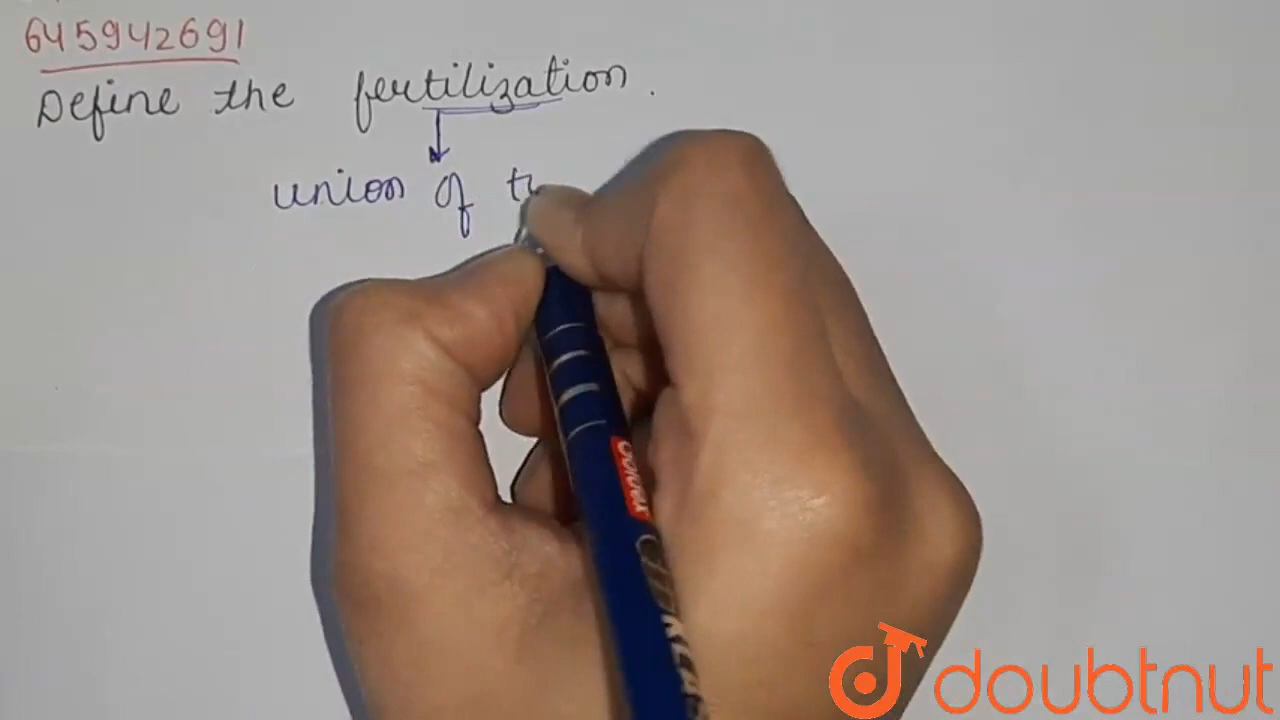 645942691
Define the fertilization.
union of
doubtnut